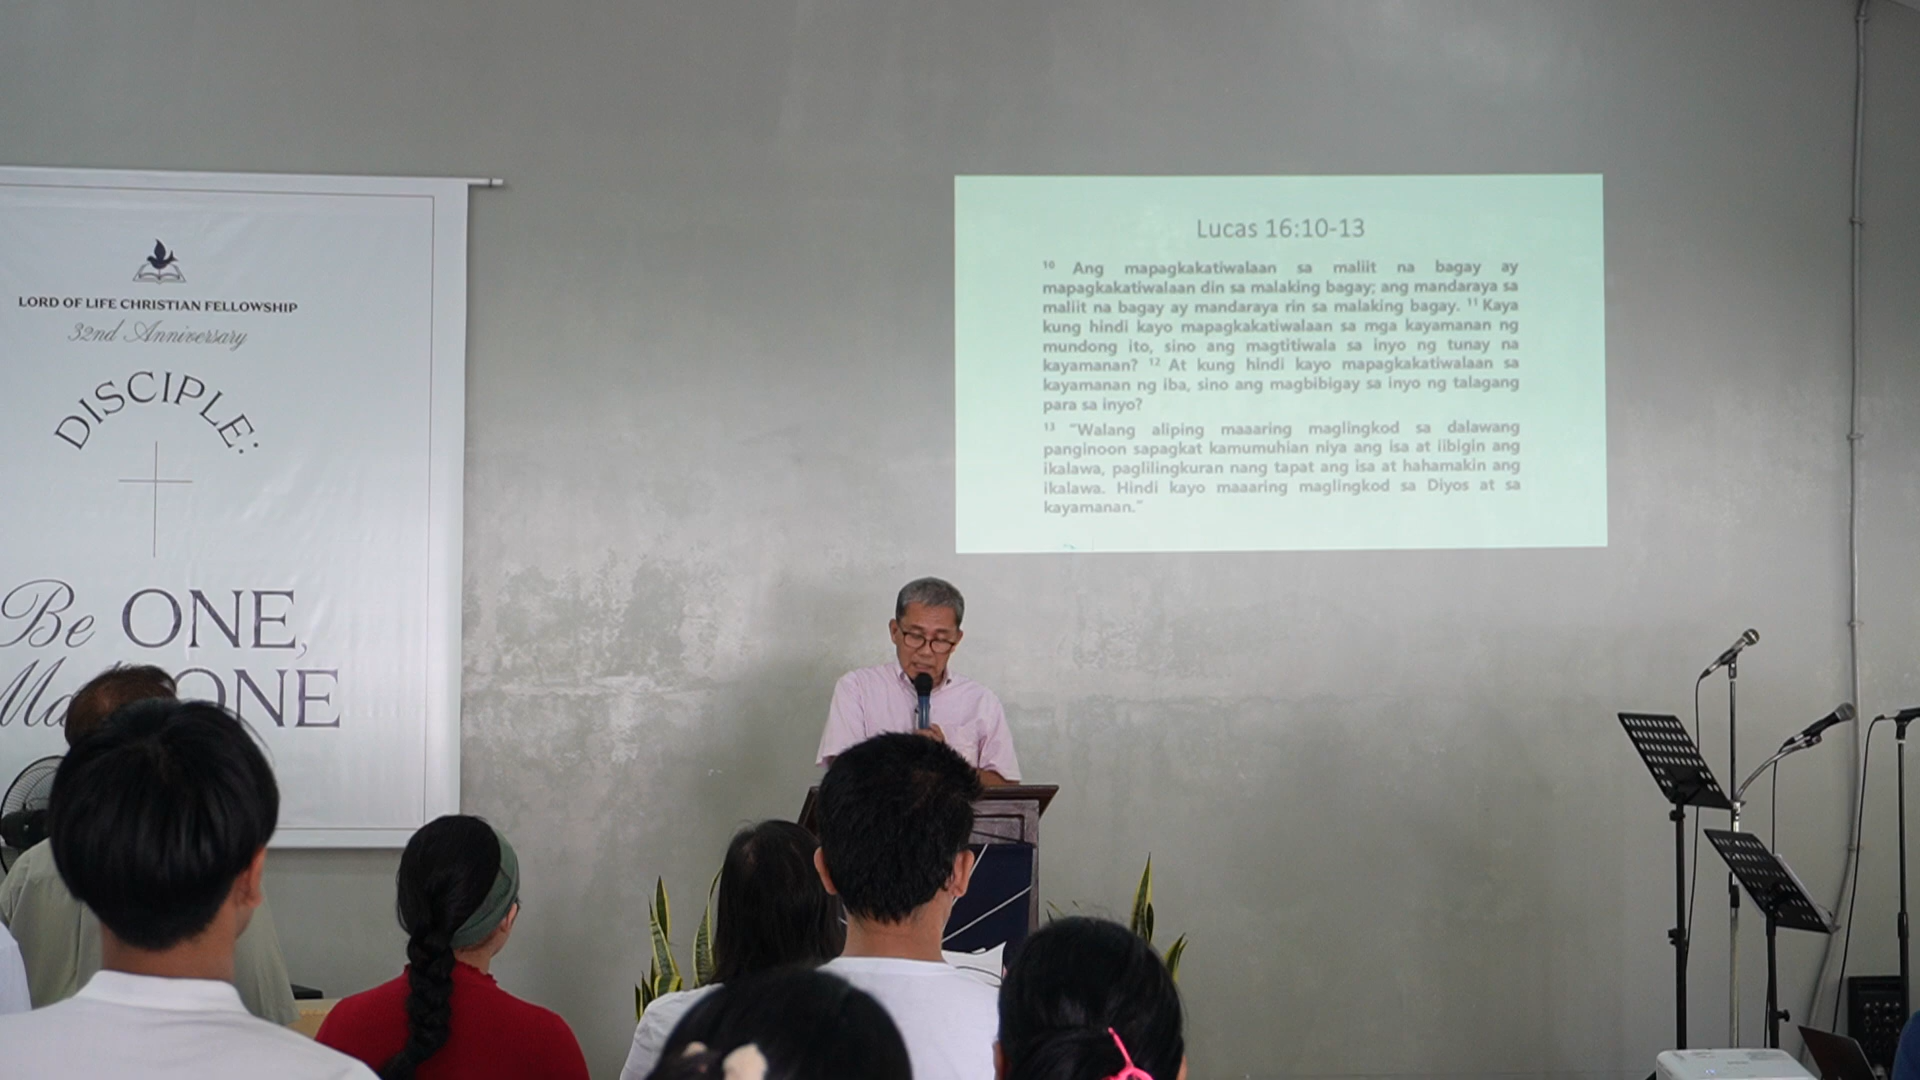 LORD OF LIFE CHRISTIAN FELLOWSHIP
32nd Anniversary
DISCIPLE:
Be ONE,
ONE
Lucas 16:10-13
10 Ang mapagkakatiwalaan sa maliit na bagay ay
mapagkakatiwalaan din sa malaking bagay; ang mandaraya sa
maliit na bagay ay mandaraya rin sa malaking bagay. 11 Kaya
kung hindi kayo mapagkakatiwalaan sa mga kayamanan ng
mundong ito, sino ang magtitiwala sa inyo ng tunay na
kayamanan? 12 At kung hindi kayo mapagkakatiwalaan sa
kayamanan ng iba, sino ang magbibigay sa inyo ng talagang
para sa inyo?
13 "Walang aliping maaaring maglingkod sa dalawang
panginoon sapagkat kamumuhian niya ang isa at iibigin ang
ikalawa, paglilingkuran nang tapat ang isa at hahamakin ang
ikalawa. Hindi kayo maaaring maglingkod sa Diyos at sa
kayamanan."